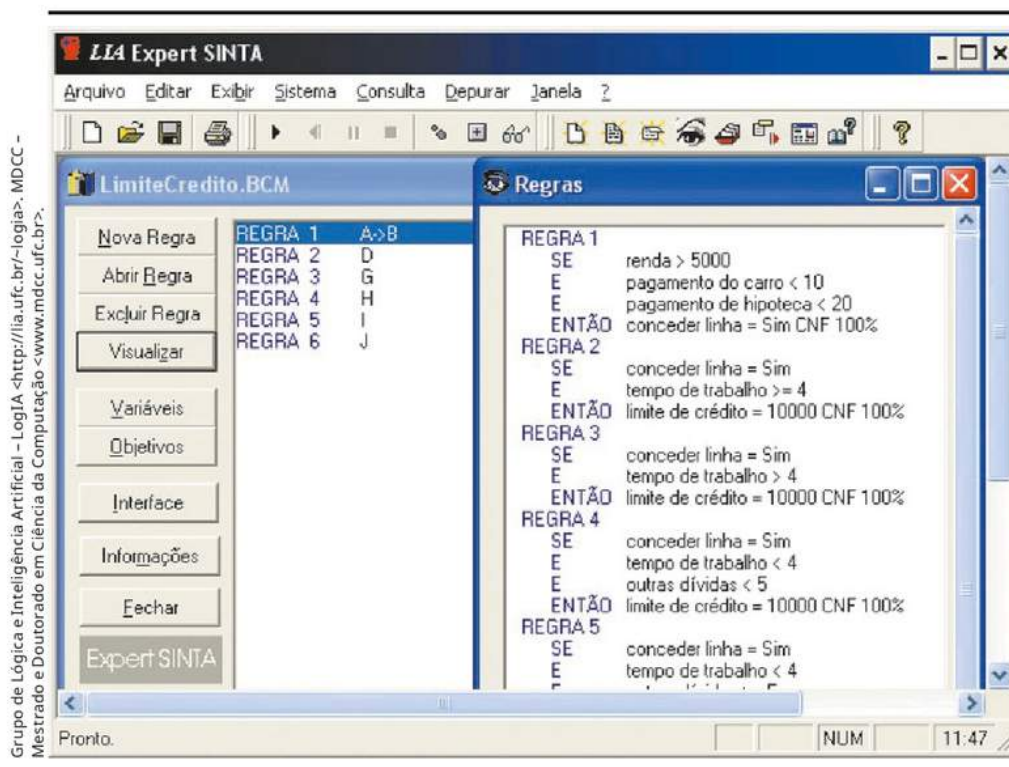 LIA Expert SINTA
Arquivo Editar Exibir Sistema Consulta Depurar Janela ?
LimiteCredito.BCM
Nova Regra
Abrir Regra
Excluir Regra
Visualizar
Variáveis
Objetivos
Interface
Informações
Fechar
Expert SINTA
REGRA 1 A->B
REGRA 2 D
REGRA 3 G
REGRA 4 H
REGRA 5 I
REGRA 6 J
Regras
REGRA 1
SE renda > 5000
E pagamento do carro < 10
E pagamento de hipoteca < 20
ENTÃO conceder linha = Sim CNF 100%
REGRA 2
SE conceder linha = Sim
E tempo de trabalho >= 4
ENTÃO limite de crédito = 10000 CNF 100%
REGRA 3
SE conceder linha = Sim
E tempo de trabalho > 4
ENTÃO limite de crédito = 10000 CNF 100%
REGRA 4
SE conceder linha = Sim
E tempo de trabalho < 4
E outras dívidas < 5
ENTÃO limite de crédito = 10000 CNF 100%
REGRA 5
SE conceder linha = Sim
E tempo de trabalho < 4
Pronto.
NUM
11:47
Grupo de Lógica e Inteligência Artificial – LogIA <http://lia.ufc.br/~logia>. MDCC –
Mestrado e Doutorado em Ciência da Computação <www.mdcc.ufc.br>.